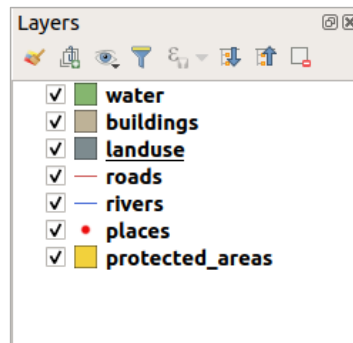 Layers
water
buildings
landuse
roads
rivers
places
protected_areas